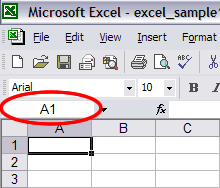 Microsoft Excel - excel_sample
File Edit View Insert Format
Arial 10 B
A1 fx
A B C
1
2
3